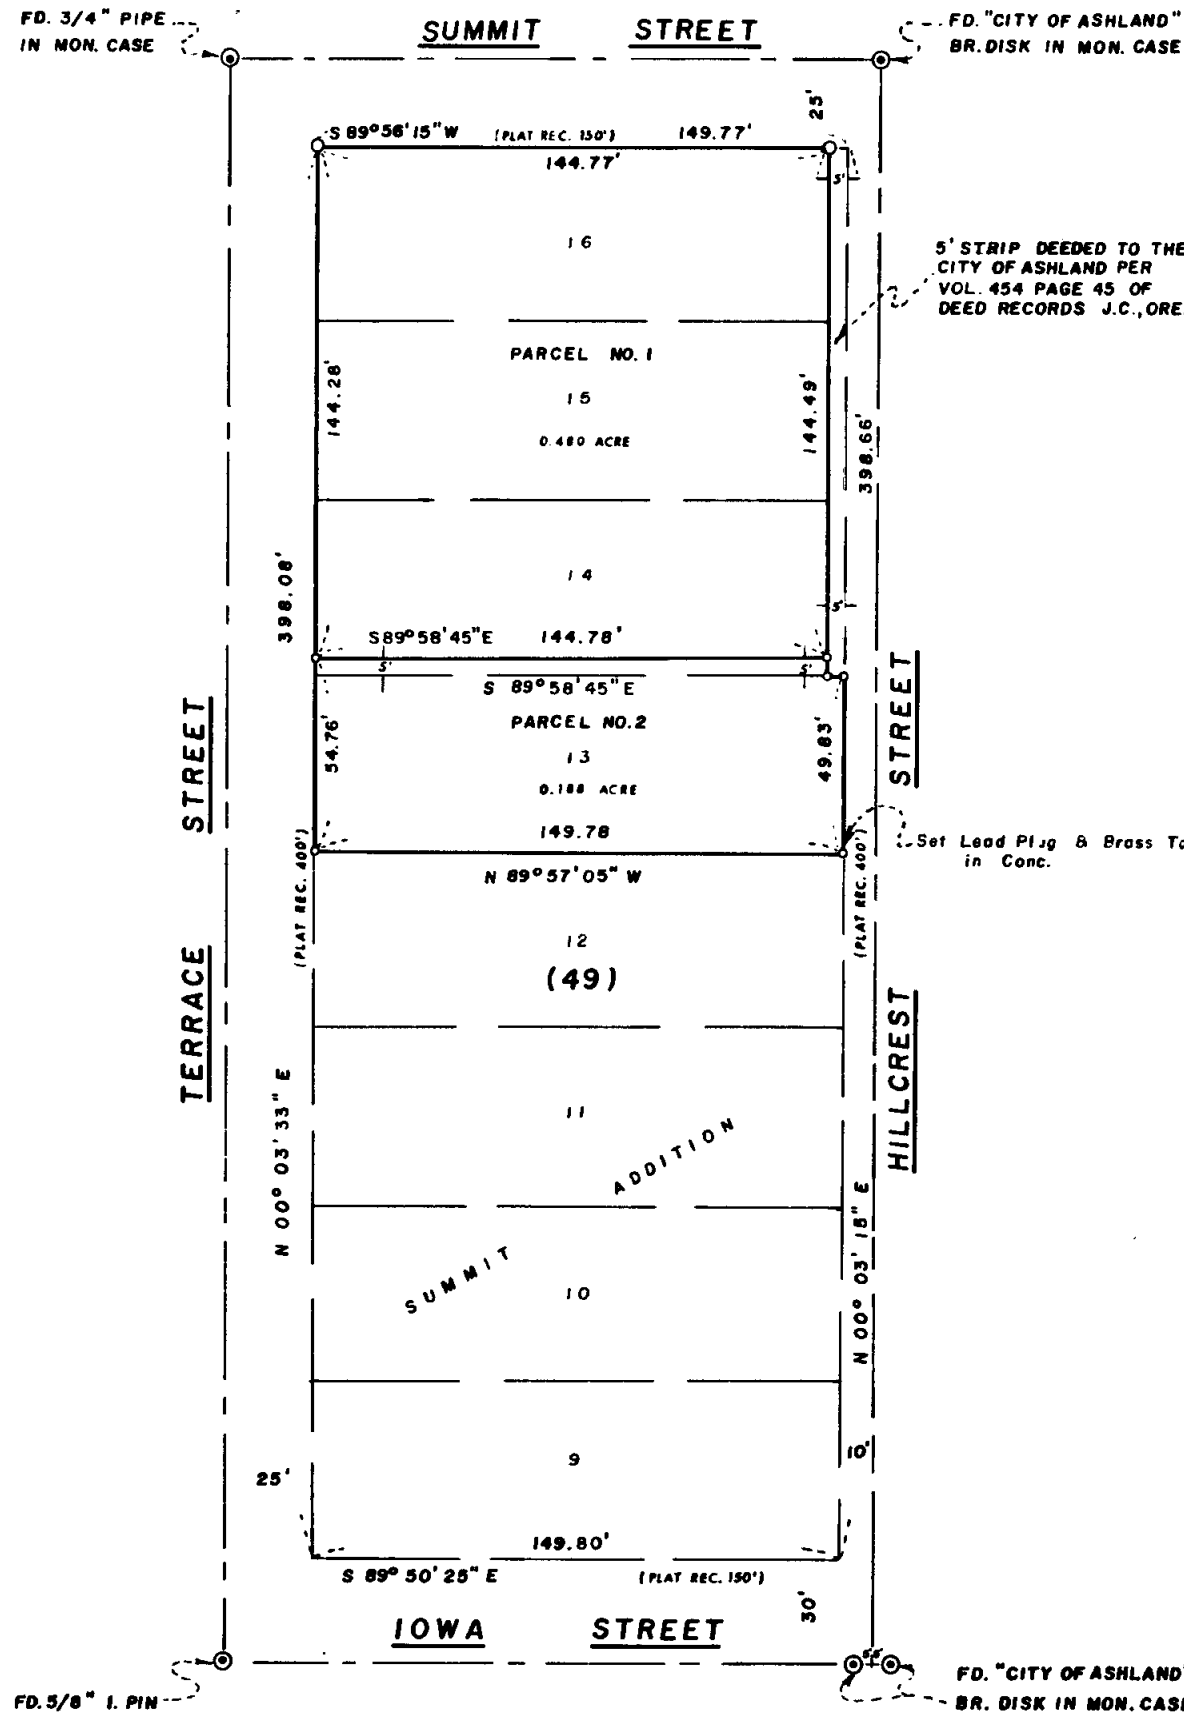 FD. 3/4" PIPE
IN MON. CASE
SUMMIT STREET
FD. "CITY OF ASHLAND"
BR. DISK IN MON. CASE
25'
S 89° 56' 15" W (PLAT REC. 150') 149.77'
144.77'
5'
16
5' STRIP DEEDED TO THE
CITY OF ASHLAND PER
VOL. 454 PAGE 45 OF
DEED RECORDS J.C., ORE.
PARCEL NO. 1
144.28'
15
144.49'
0.480 ACRE
398.66'
14
398.08'
5'
S 89° 58' 45" E 144.78'
5'
5'
S 89° 58' 45" E
PARCEL NO. 2
54.76'
13
49.83'
0.188 ACRE
149.78
N 89° 57' 05" W
Set Lead Plug & Brass
in Conc.
(PLAT REC. 400')
(PLAT REC. 400')
12
(49)
TERRACE STREET
HILLCREST STREET
N 00° 03' 33" E
11
SUMMIT ADDITION
N 00° 03' 18" E
10
9
25'
10'
149.80'
S 89° 50' 25" E (PLAT REC. 150')
30'
IOWA STREET
FD. 5/8" I. PIN
5' 5'
FD. "CITY OF ASHLAND"
BR. DISK IN MON. CASE